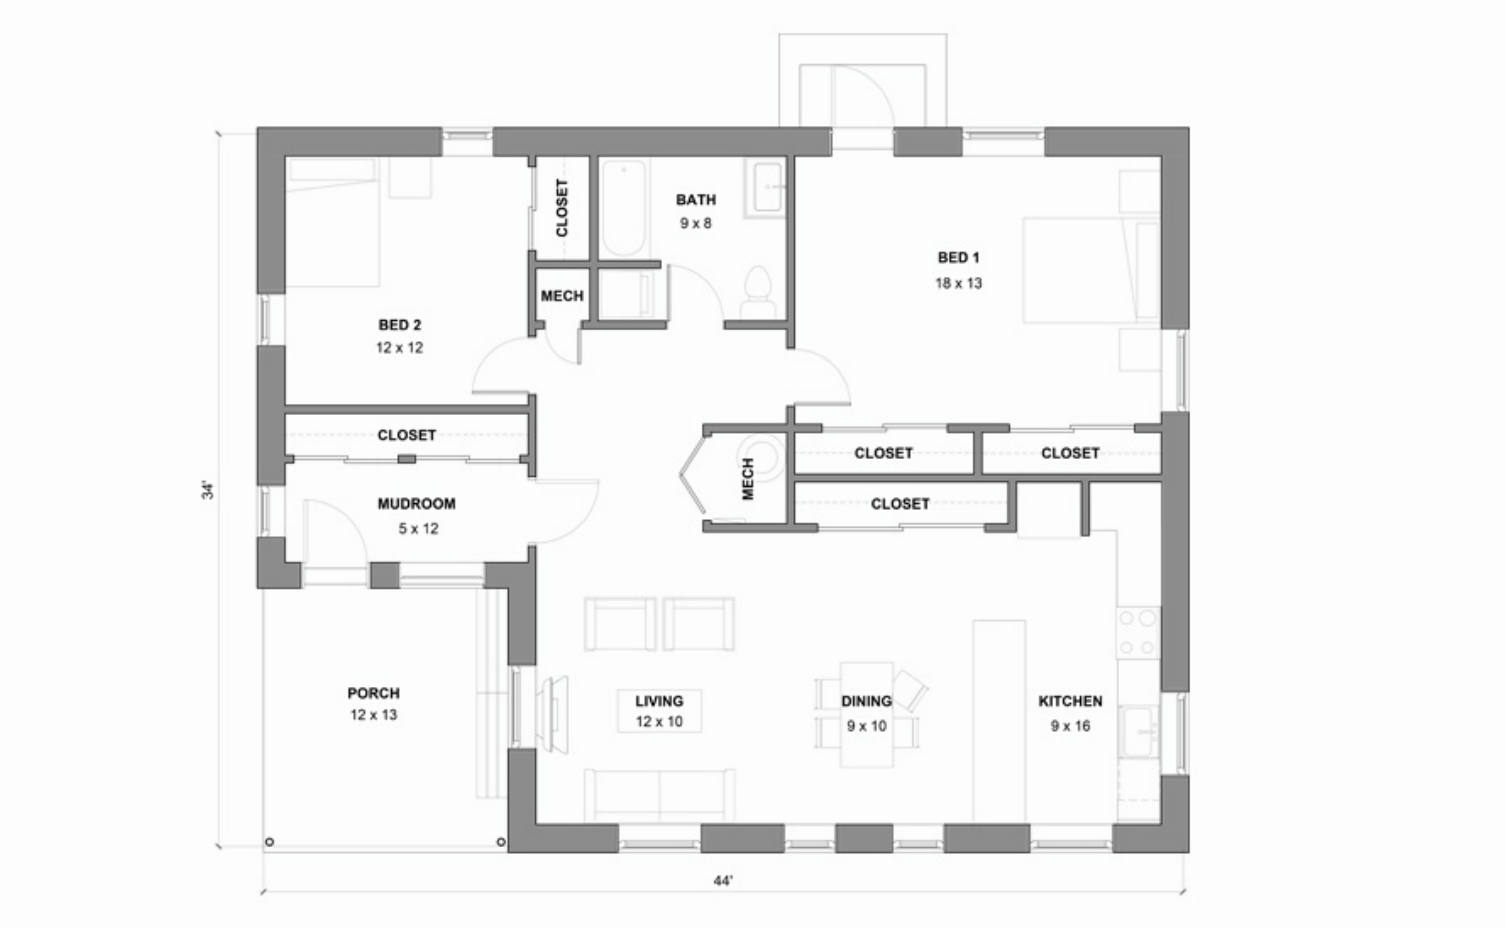 CLOSET
BATH
9 x 8
BED 1
18 x 13
MECH
BED 2
12 x 12
CLOSET
CLOSET
CLOSET
MECH
34'
MUDROOM
5 x 12
CLOSET
PORCH
12 x 13
LIVING
12 x 10
DINING
9 x 10
KITCHEN
9 x 16
44'